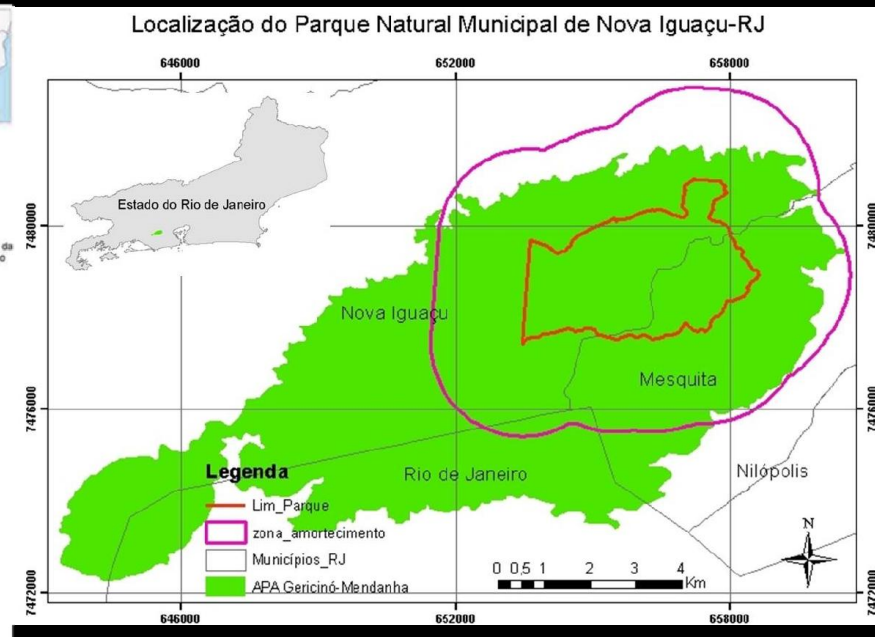 Localização do Parque Natural Municipal de Nova Iguaçu-RJ
646000 652000 658000
Estado do Rio de Janeiro
da
o
7480000 7480000
Nova Iguaçu
Mesquita
7476000 7476000
Rio de Janeiro
Nilópolis
Legenda
Lim_Parque
zona_amortecimento
Municípios_RJ
APA Gericinó-Mendanha
N
0 0,5 1 2 3 4
Km
7472000 7472000
646000 652000 658000